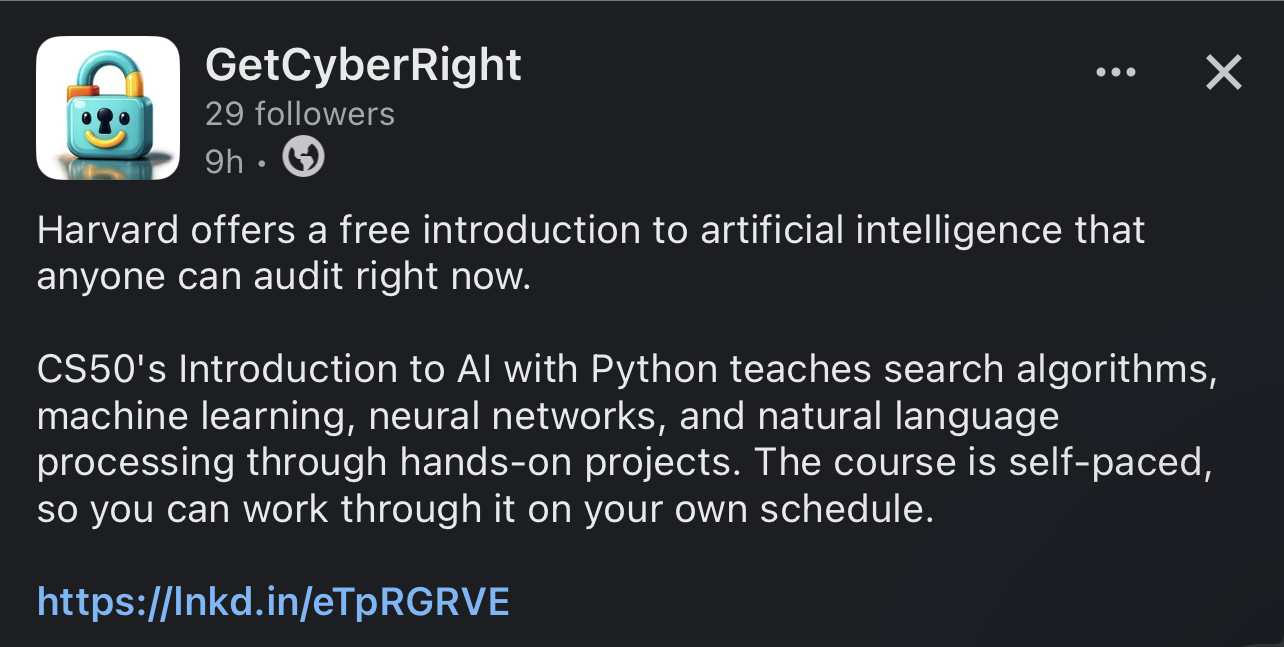 GetCyberRight
29 followers
9h •
Harvard offers a free introduction to artificial intelligence that
anyone can audit right now.
CS50's Introduction to AI with Python teaches search algorithms,
machine learning, neural networks, and natural language
processing through hands-on projects. The course is self-paced,
so you can work through it on your own schedule.
https://lnkd.in/eTpRGRVE